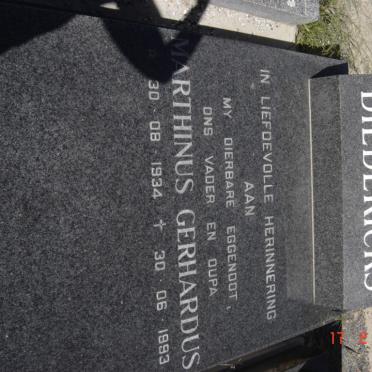 DIEDERICKS
IN LIEFDEVOLLE HERINNERING
AAN
MY DIERBARE EGGENOOT,
ONS VADER EN OUPA
MARTHINUS GERHARDUS
30 08 1934 ✝ 30 06 1993
17